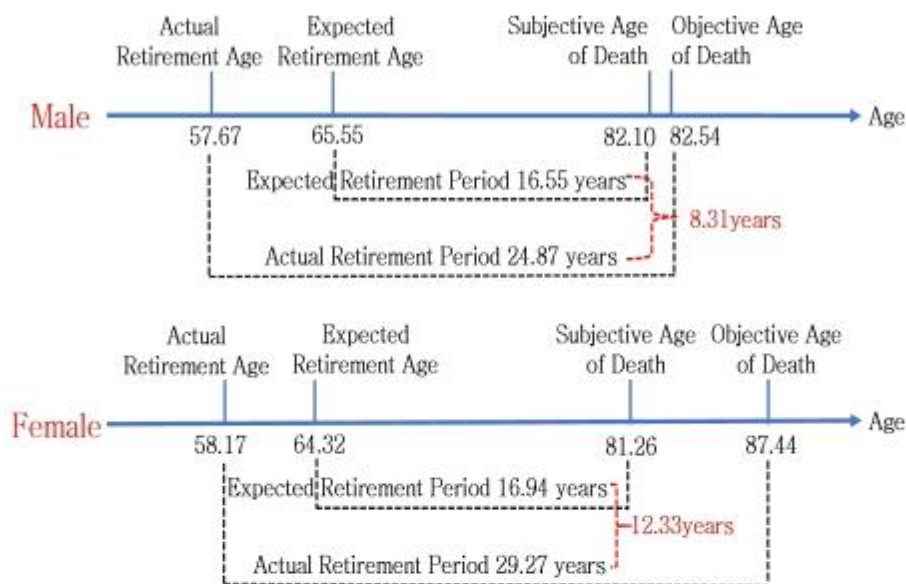 Actual
Retirement Age
Expected
Retirement Age
Subjective Age
of Death
Objective Age
of Death
Male
Age
57.67
65.55
82.10
82.54
Expected Retirement Period 16.55 years
8.31years
Actual Retirement Period 24.87 years
Actual
Retirement Age
Expected
Retirement Age
Subjective Age
of Death
Objective Age
of Death
Female
Age
58.17
64.32
81.26
87.44
Expected Retirement Period 16.94 years
12.33years
Actual Retirement Period 29.27 years